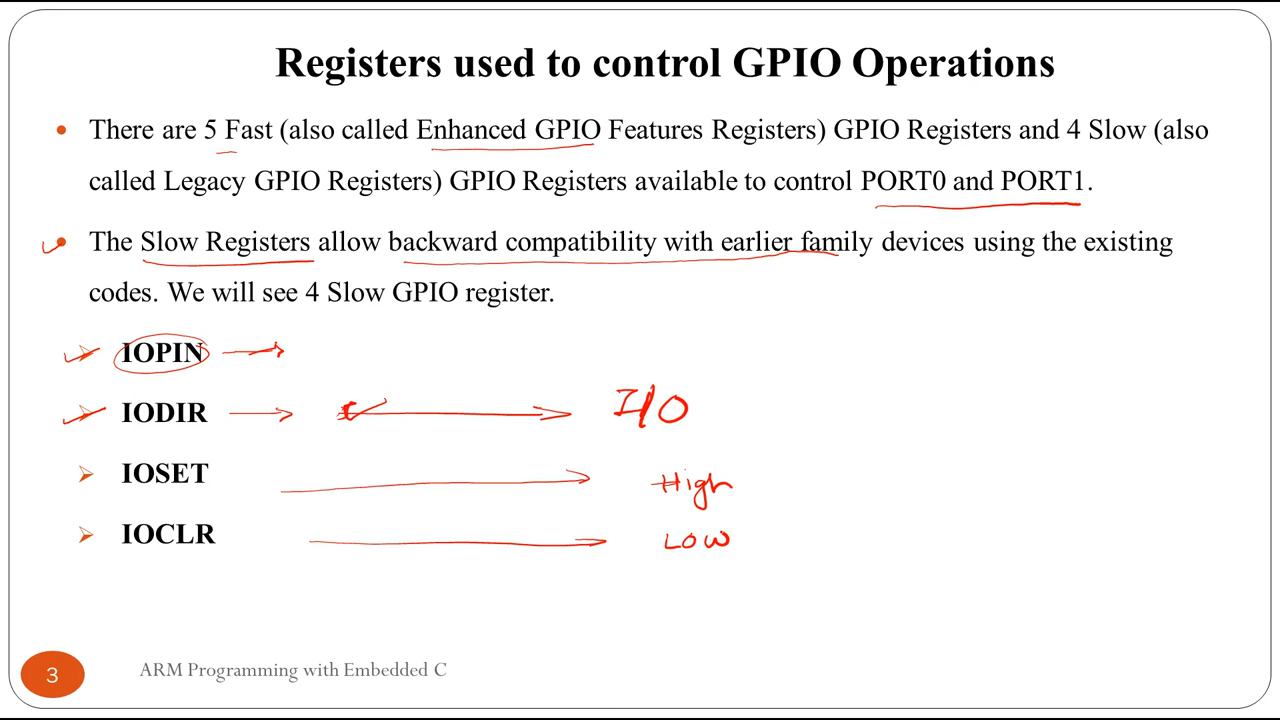 Registers used to control GPIO Operations
• There are 5 Fast (also called Enhanced GPIO Features Registers) GPIO Registers and 4 Slow (also
called Legacy GPIO Registers) GPIO Registers available to control PORT0 and PORT1.
• The Slow Registers allow backward compatibility with earlier family devices using the existing
codes. We will see 4 Slow GPIO register.
➢ IOPIN
➢ IODIR I/O
➢ IOSET High
➢ IOCLR Low
3 ARM Programming with Embedded C